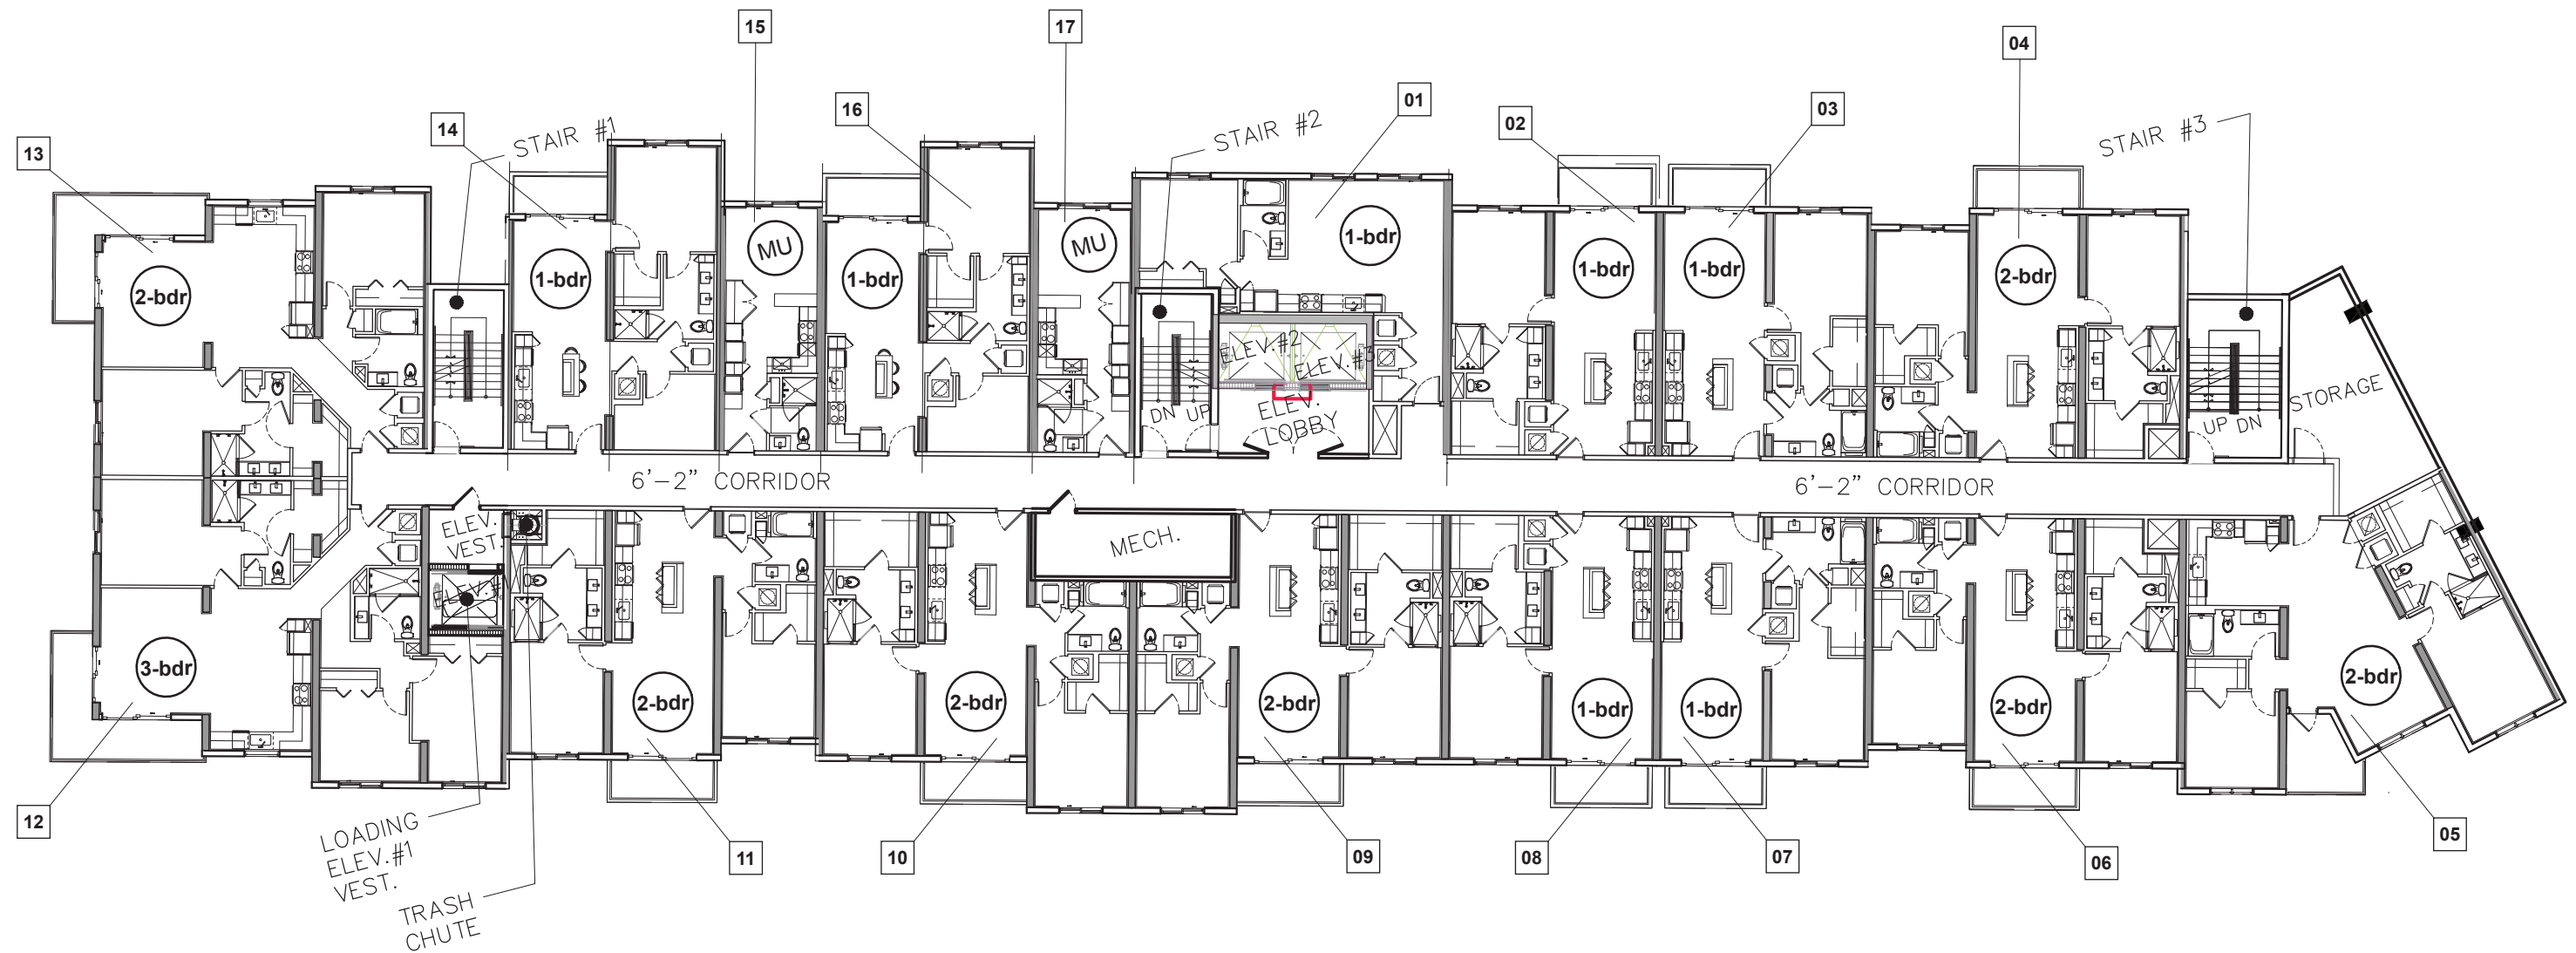 15
17
04
16
01
02
03
14
STAIR #1
STAIR #2
STAIR #3
13
MU
MU
1-bdr
1-bdr
1-bdr
1-bdr
1-bdr
2-bdr
2-bdr
ELEV.#2
ELEV.#3
STORAGE
DN UP
ELEV.
LOBBY
UP DN
6'-2" CORRIDOR
6'-2" CORRIDOR
ELEV.
VEST.
MECH.
3-bdr
2-bdr
2-bdr
2-bdr
1-bdr
1-bdr
2-bdr
2-bdr
12
LOADING
ELEV.#1
VEST.
11
10
09
08
07
06
05
TRASH
CHUTE